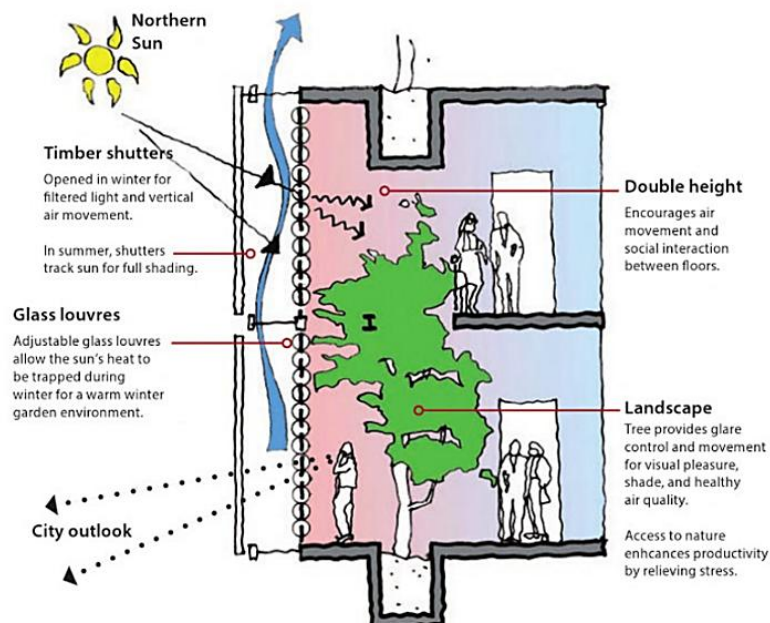 Northern
Sun
Timber shutters
Opened in winter for
filtered light and vertical
air movement.
In summer, shutters
track sun for full shading.
Glass louvres
Adjustable glass louvres
allow the sun's heat to
be trapped during
winter for a warm winter
garden environment.
City outlook
Double height
Encourages air
movement and
social interaction
between floors.
Landscape
Tree provides glare
control and movement
for visual pleasure,
shade, and healthy
air quality.
Access to nature
enhcances productivity
by relieving stress.